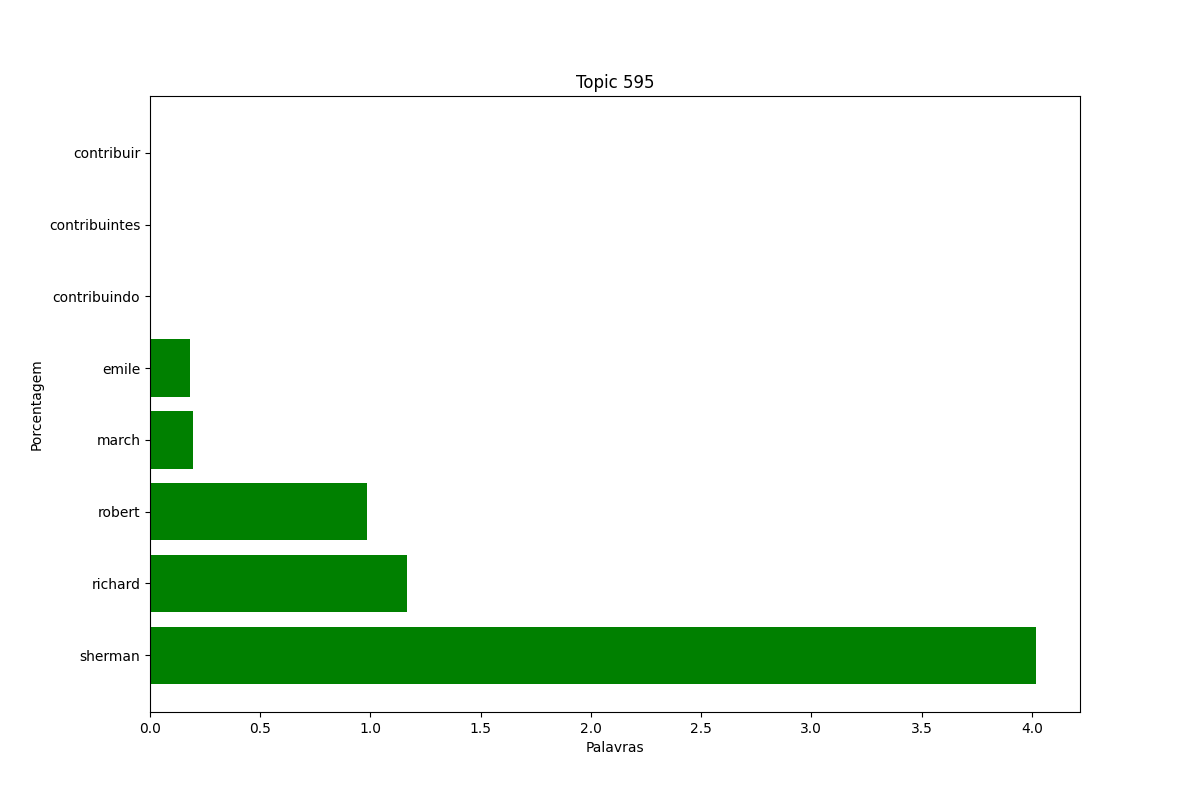 Topic 595
contribuir
contribuintes
contribuindo
emile
march
robert
richard
sherman
Porcentagem
0.0 0.5 1.0 1.5 2.0 2.5 3.0 3.5 4.0
Palavras